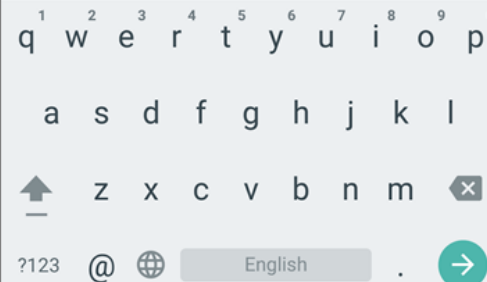 1 2 3 4 5 6 7 8 9
q w e r t y u i o p
a s d f g h j k l
z x c v b n m
?123 @ English .